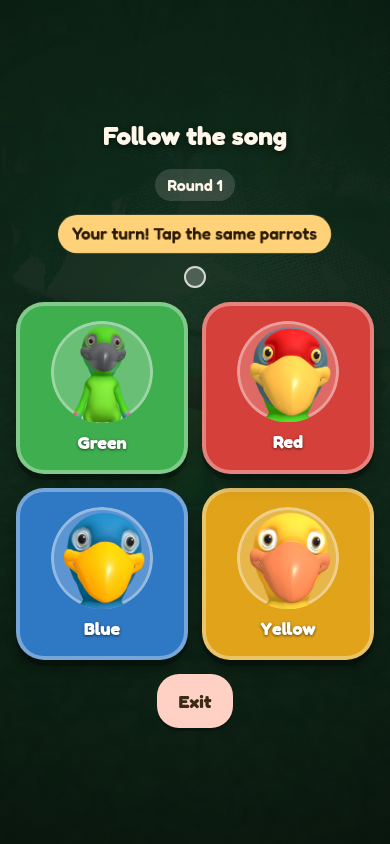 Follow the song
Round 1
Your turn! Tap the same parrots
Green
Red
Blue
Yellow
Exit